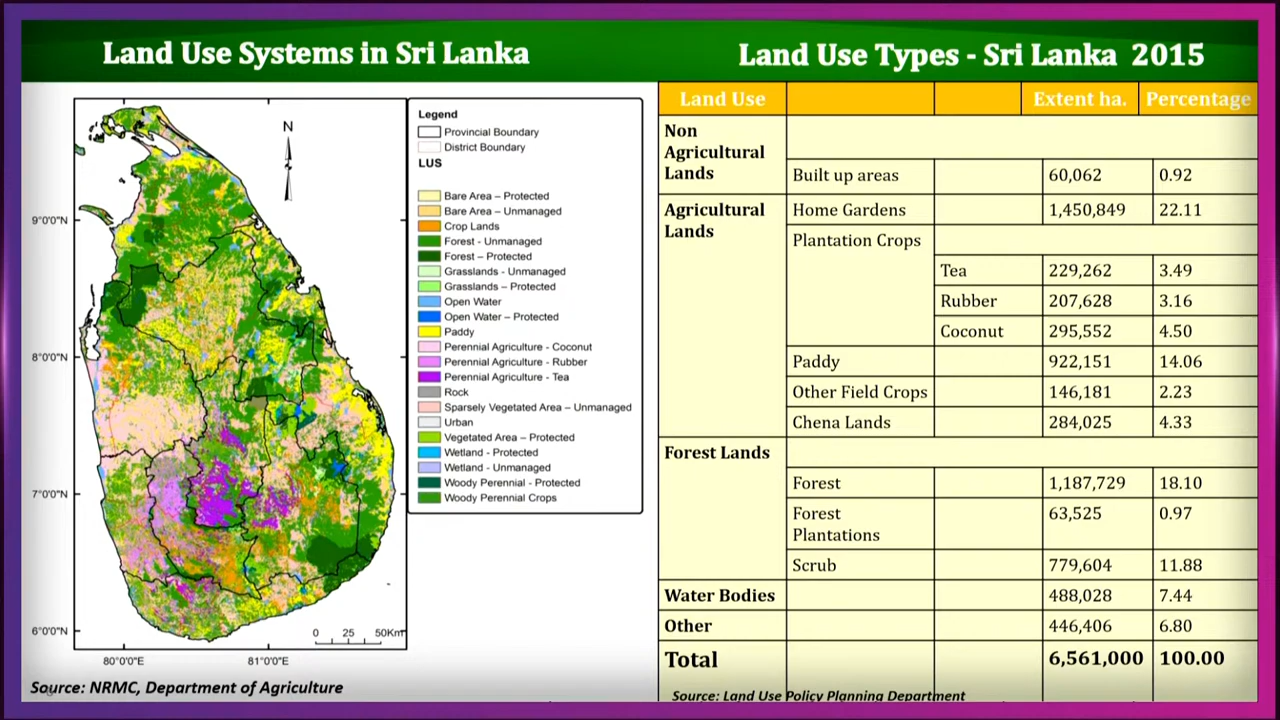 Land Use Systems in Sri Lanka
Land Use Types - Sri Lanka 2015
N
9°0'0"N
8°0'0"N
7°0'0"N
6°0'0"N
80°0'0"E
81°0'0"E
0 25 50Km
Legend
Provincial Boundary
District Boundary
LUS
Bare Area – Protected
Bare Area – Unmanaged
Crop Lands
Forest - Unmanaged
Forest – Protected
Grasslands - Unmanaged
Grasslands – Protected
Open Water
Open Water – Protected
Paddy
Perennial Agriculture - Coconut
Perennial Agriculture - Rubber
Perennial Agriculture - Tea
Rock
Sparsely Vegetated Area – Unmanaged
Urban
Vegetated Area – Protected
Wetland - Protected
Wetland - Unmanaged
Woody Perennial - Protected
Woody Perennial Crops
Source: NRMC, Department of Agriculture
Land Use Extent ha. Percentage
Non
Agricultural
Lands
Built up areas 60,062 0.92
Agricultural
Lands
Home Gardens 1,450,849 22.11
Plantation Crops
Tea 229,262 3.49
Rubber 207,628 3.16
Coconut 295,552 4.50
Paddy 922,151 14.06
Other Field Crops 146,181 2.23
Chena Lands 284,025 4.33
Forest Lands
Forest 1,187,729 18.10
Forest
Plantations 63,525 0.97
Scrub 779,604 11.88
Water Bodies 488,028 7.44
Other 446,406 6.80
Total 6,561,000 100.00
Source: Land Use Policy Planning Department